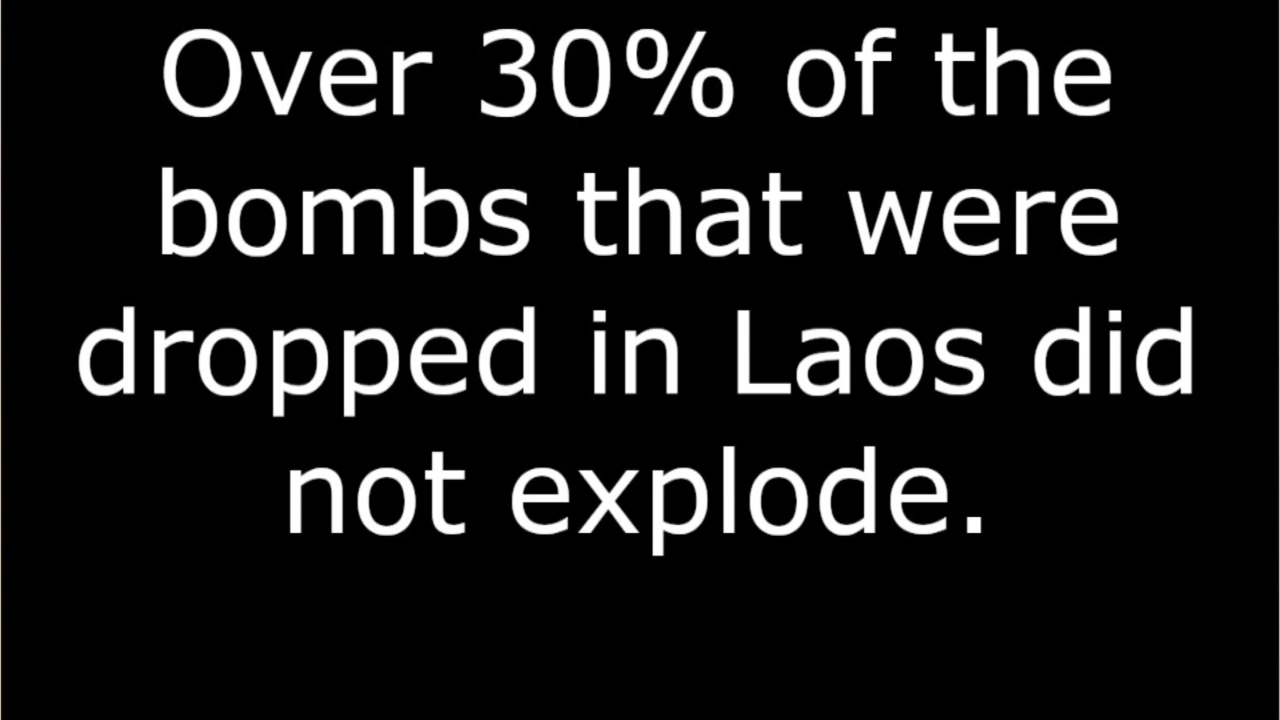 Over 30% of the
bombs that were
dropped in Laos did
not explode.